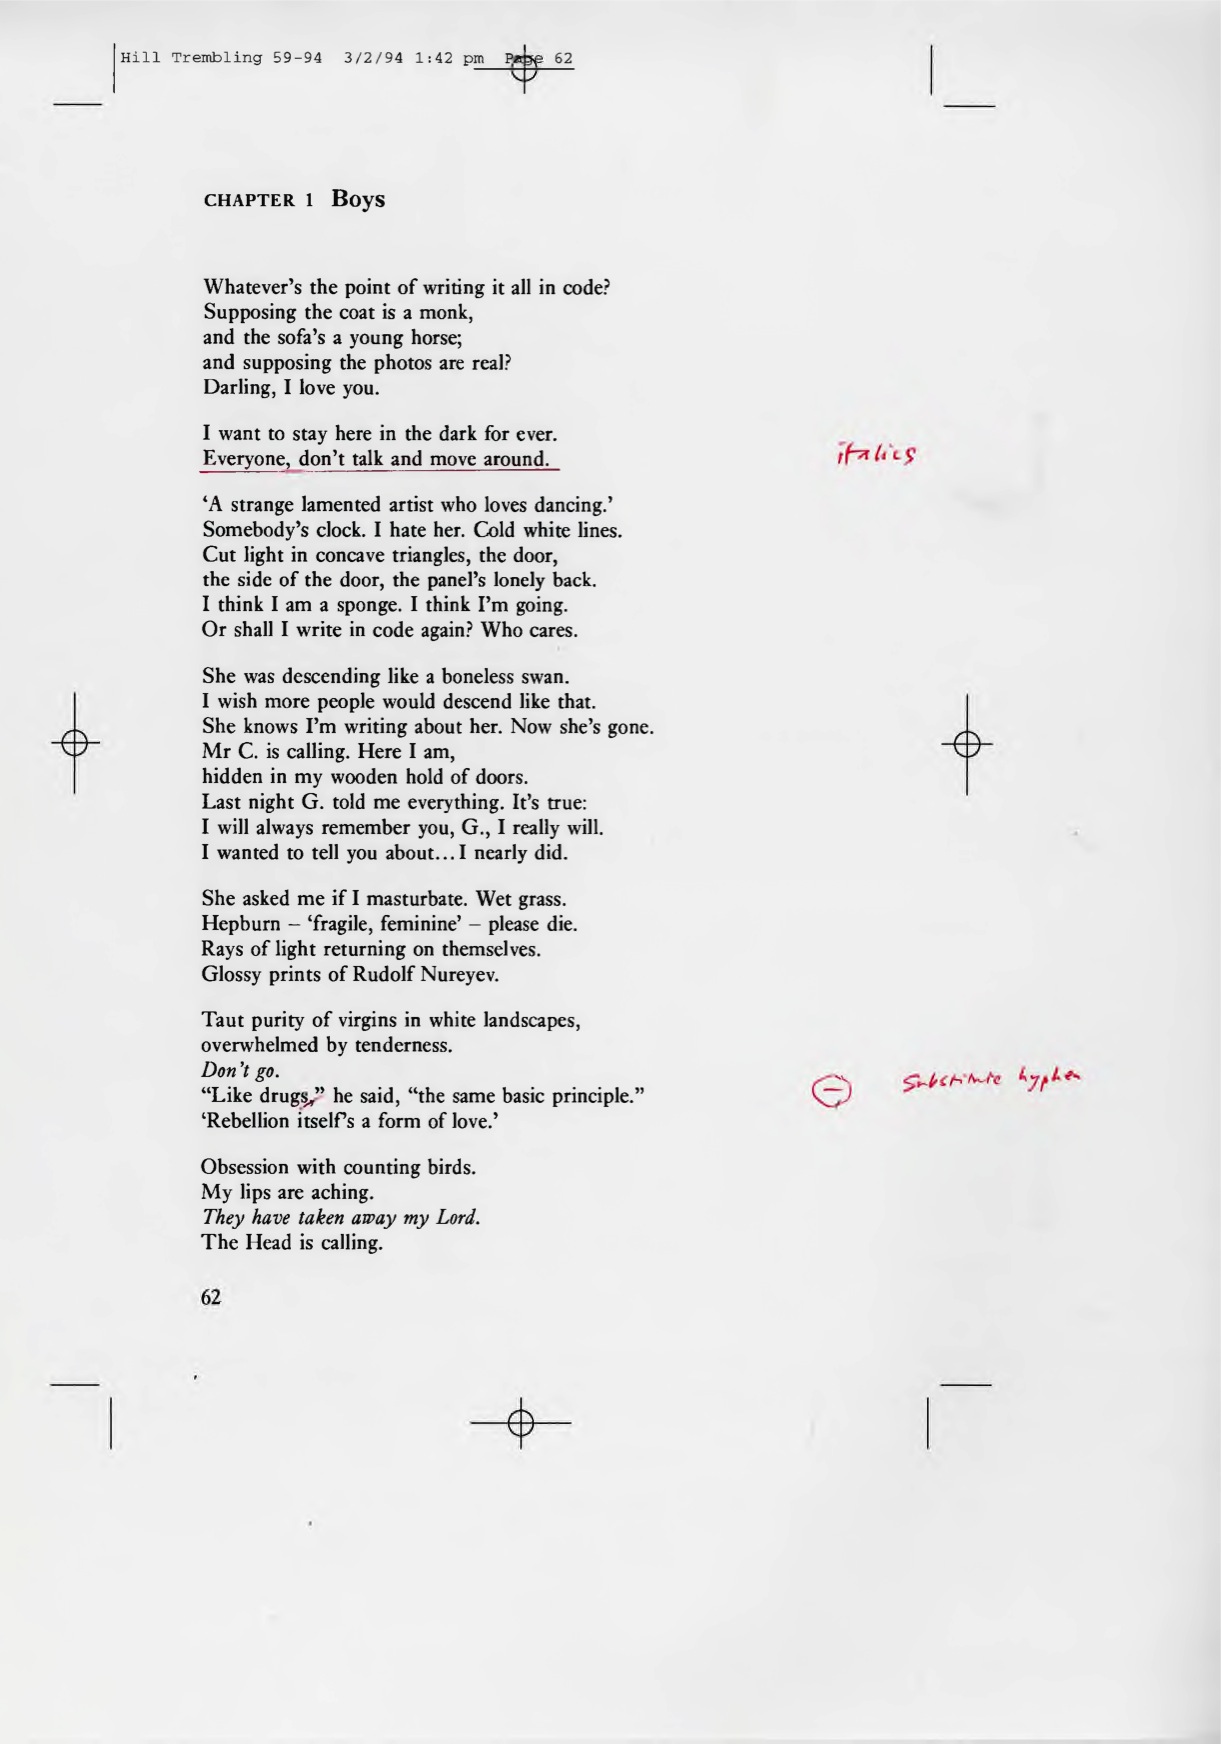 Hill Trembling 59-94 3/2/94 1:42 pm Page 62
CHAPTER 1 Boys
Whatever's the point of writing it all in code?
Supposing the coat is a monk,
and the sofa's a young horse;
and supposing the photos are real?
Darling, I love you.
I want to stay here in the dark for ever.
Everyone, don't talk and move around.
italics
‘A strange lamented artist who loves dancing.’
Somebody's clock. I hate her. Cold white lines.
Cut light in concave triangles, the door,
the side of the door, the panel's lonely back.
I think I am a sponge. I think I'm going.
Or shall I write in code again? Who cares.
She was descending like a boneless swan.
I wish more people would descend like that.
She knows I'm writing about her. Now she's gone.
Mr C. is calling. Here I am,
hidden in my wooden hold of doors.
Last night G. told me everything. It's true:
I will always remember you, G., I really will.
I wanted to tell you about...I nearly did.
She asked me if I masturbate. Wet grass.
Hepburn – ‘fragile, feminine’ – please die.
Rays of light returning on themselves.
Glossy prints of Rudolf Nureyev.
Taut purity of virgins in white landscapes,
overwhelmed by tenderness.
Don't go.
“Like drugs,” he said, “the same basic principle.”
- substitute hyphen
‘Rebellion itself's a form of love.’
Obsession with counting birds.
My lips are aching.
They have taken away my Lord.
The Head is calling.
62